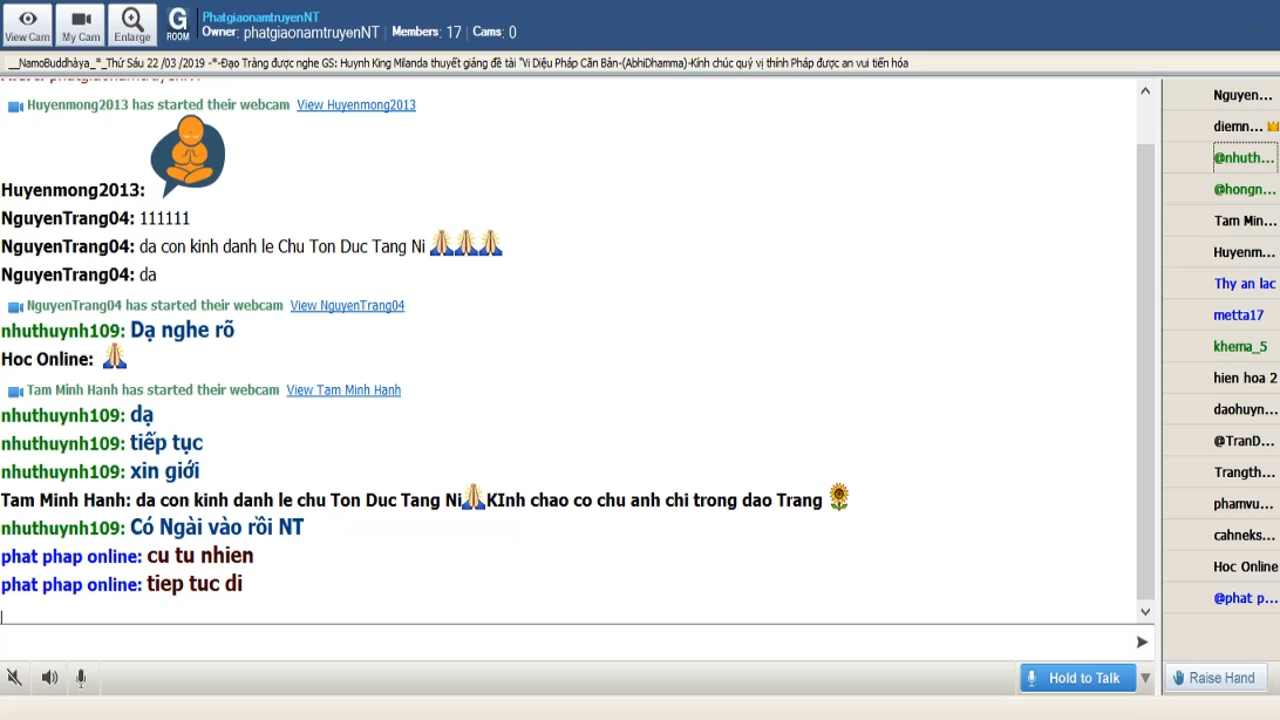 View Cam
My Cam
Enlarge
G
ROOM
PhatgiaonamtruyenNT
Owner: phatgiaonamtruyenNT | Members: 17 | Cams: 0
__NamoBuddhàya_*_Thứ Sáu 22 /03 /2019 -*-Đạo Tràng được nghe GS: Huynh King Milanda thuyết giảng đề tài "Vi Diệu Pháp Căn Bản-(AbhiDhamma)-Kính chúc quý vị thính Pháp được an vui tiến hóa
Huyenmong2013 has started their webcam View Huyenmong2013
Huyenmong2013:
NguyenTrang04: 111111
NguyenTrang04: da con kinh danh le Chu Ton Duc Tang Ni
NguyenTrang04: da
NguyenTrang04 has started their webcam View NguyenTrang04
nhuthuynh109: Dạ nghe rõ
Hoc Online:
Tam Minh Hanh has started their webcam View Tam Minh Hanh
nhuthuynh109: dạ
nhuthuynh109: tiếp tục
nhuthuynh109: xin giới
Tam Minh Hanh: da con kinh danh le chu Ton Duc Tang Ni KInh chao co chu anh chi trong dao Trang
nhuthuynh109: Có Ngài vào rồi NT
phat phap online: cu tu nhien
phat phap online: tiep tuc di
Nguyen...
diemn...
@nhuth...
@hongn...
Tam Min...
Huyenm...
Thy an lac
metta17
khema_5
hien hoa 2
daohuyn...
@TranD...
Trangth...
phamvu...
cahneks...
Hoc Online
@phat p...
Hold to Talk
Raise Hand